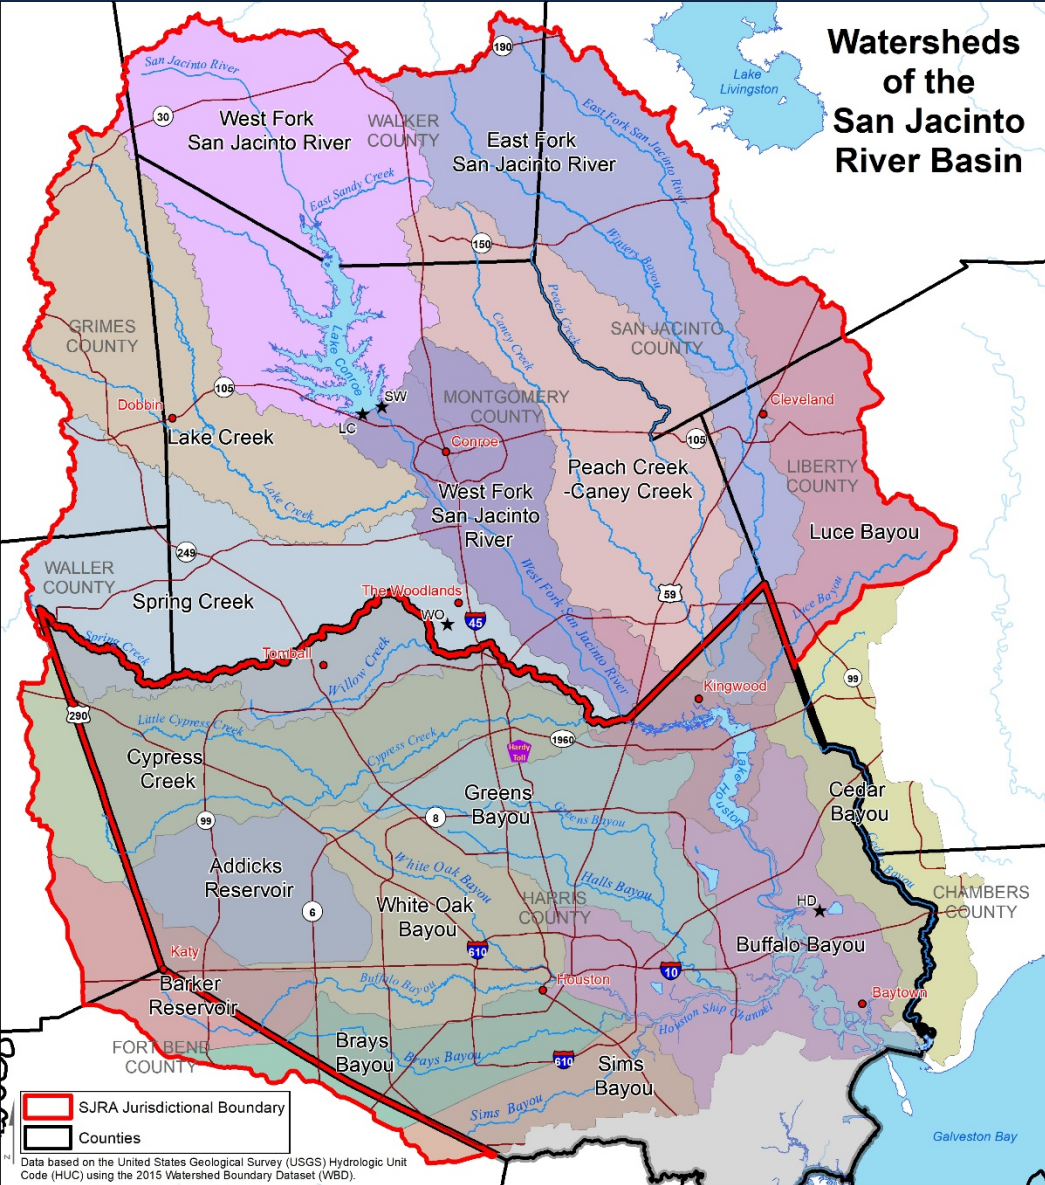 Watersheds
of the
San Jacinto
River Basin
Lake
Livingston
190
San Jacinto River
30
West Fork
San Jacinto River
WALKER
COUNTY
East Fork
San Jacinto River
East Fork San Jacinto River
East Sandy Creek
150
Winters Bayou
Peach Creek
Caney Creek
SAN JACINTO
COUNTY
GRIMES
COUNTY
Lake Conroe
105
SW
LC
MONTGOMERY
COUNTY
Dobbin
Cleveland
Lake Creek
Conroe
105
Peach Creek
-Caney Creek
LIBERTY
COUNTY
Lake Creek
West Fork
San Jacinto
River
Luce Bayou
249
WALLER
COUNTY
The Woodlands
West Fork San Jacinto River
59
Luce Bayou
Spring Creek
WO
45
Spring Creek
Tomball
Willow Creek
Kingwood
99
290
Little Cypress Creek
Cypress Creek
1960
Hardy
Toll
Cypress
Creek
Lake Houston
Greens
Bayou
Cedar
Bayou
99
8
Greens Bayou
Cedar Bayou
Addicks
Reservoir
White Oak Bayou
Halls Bayou
6
White Oak
Bayou
HARRIS
COUNTY
HD
CHAMBERS
COUNTY
610
Buffalo Bayou
Katy
10
Barker
Reservoir
Buffalo Bayou
Houston
Baytown
Houston Ship Channel
FORT BEND
COUNTY
Brays
Bayou
Brays Bayou
610
Sims
Bayou
Sims Bayou
Galveston Bay
SJRA Jurisdictional Boundary
Counties
Data based on the United States Geological Survey (USGS) Hydrologic Unit
Code (HUC) using the 2015 Watershed Boundary Dataset (WBD).